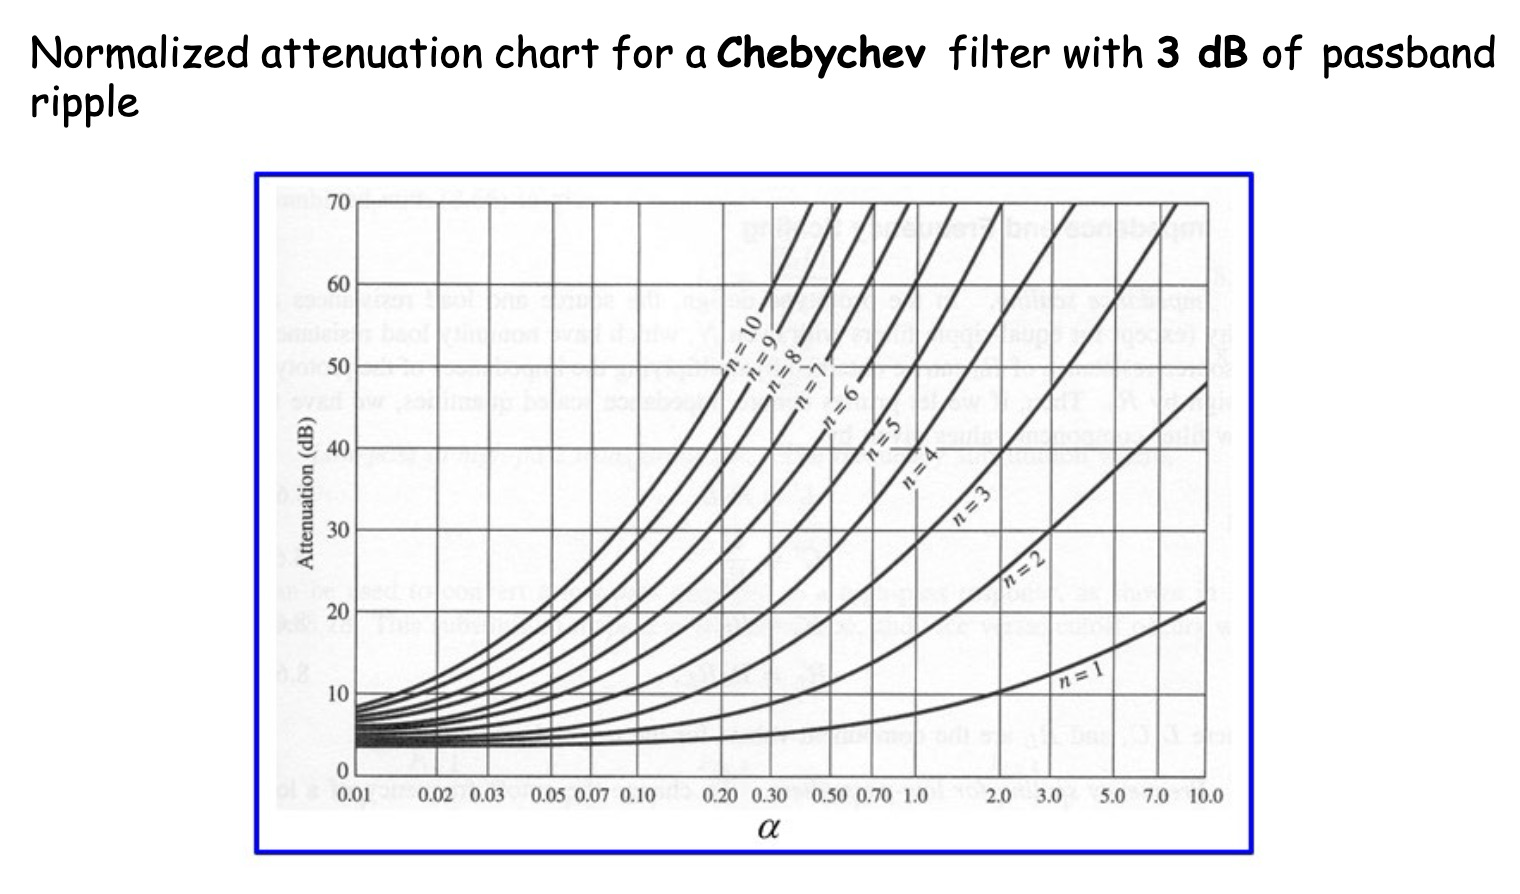 Normalized attenuation chart for a Chebychev filter with 3 dB of passband
ripple
70
60
50
40
30
20
10
0
Attenuation (dB)
n = 10
n = 9
n = 8
n = 7
n = 6
n = 5
n = 4
n = 3
n = 2
n = 1
0.01 0.02 0.03 0.05 0.07 0.10 0.20 0.30 0.50 0.70 1.0 2.0 3.0 5.0 7.0 10.0
α